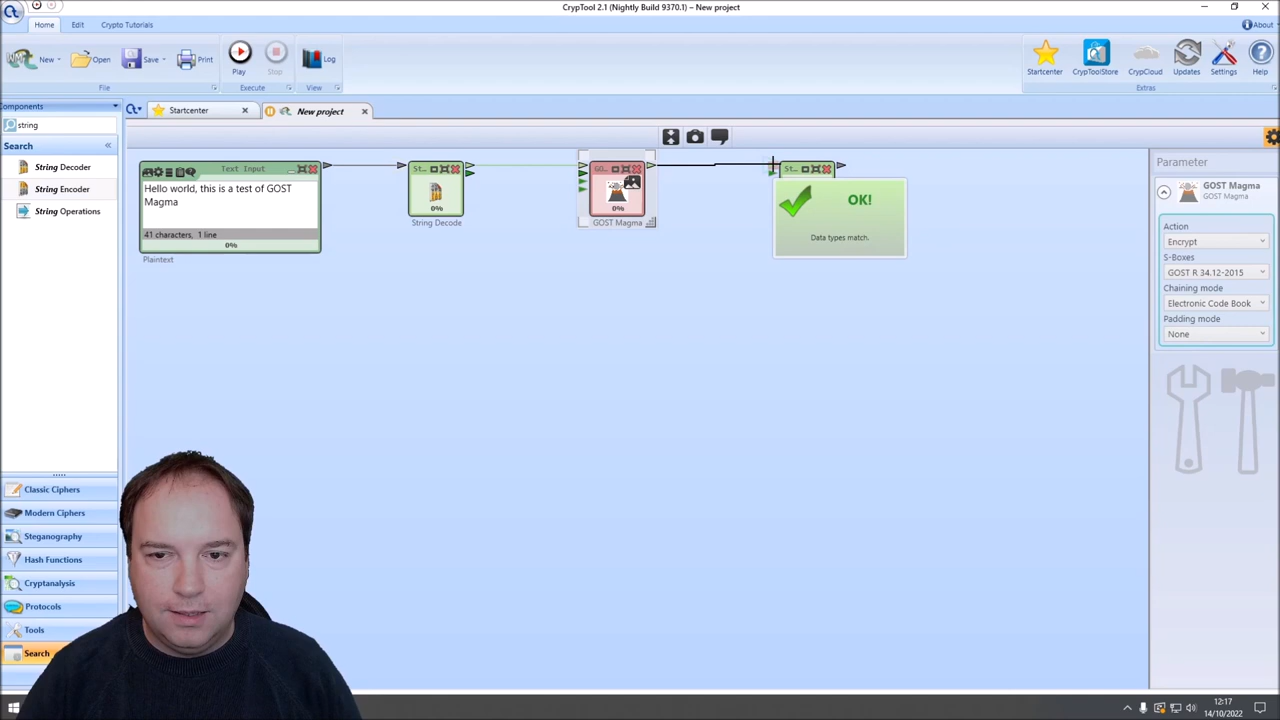 CrypTool 2.1 (Nightly Build 9370.1) – New project
Home
Edit
Crypto Tutorials
About
New
Open
Save
Print
Play
Stop
Log
Startcenter
CrypToolStore
CrypCloud
Updates
Settings
Help
File
Execute
View
Extras
Components
Startcenter
New project
string
Search
String Decoder
String Encoder
String Operations
Text Input
Hello world, this is a test of GOST
Magma
41 characters, 1 line
0%
Plaintext
St...
0%
String Decode
GO...
0%
GOST Magma
St...
OK!
Data types match.
Parameter
GOST Magma
GOST Magma
Action
Encrypt
S-Boxes
GOST R 34.12-2015
Chaining mode
Electronic Code Book
Padding mode
None
Classic Ciphers
Modern Ciphers
Steganography
Hash Functions
Cryptanalysis
Protocols
Tools
Search
12:17
14/10/2022